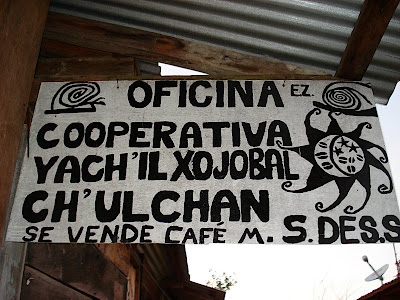 OFICINA EZ.
COOPERATIVA
YACH'IL XOJOBAL
CH'ULCHAN
SE VENDE CAFÉ M. S. DES.S